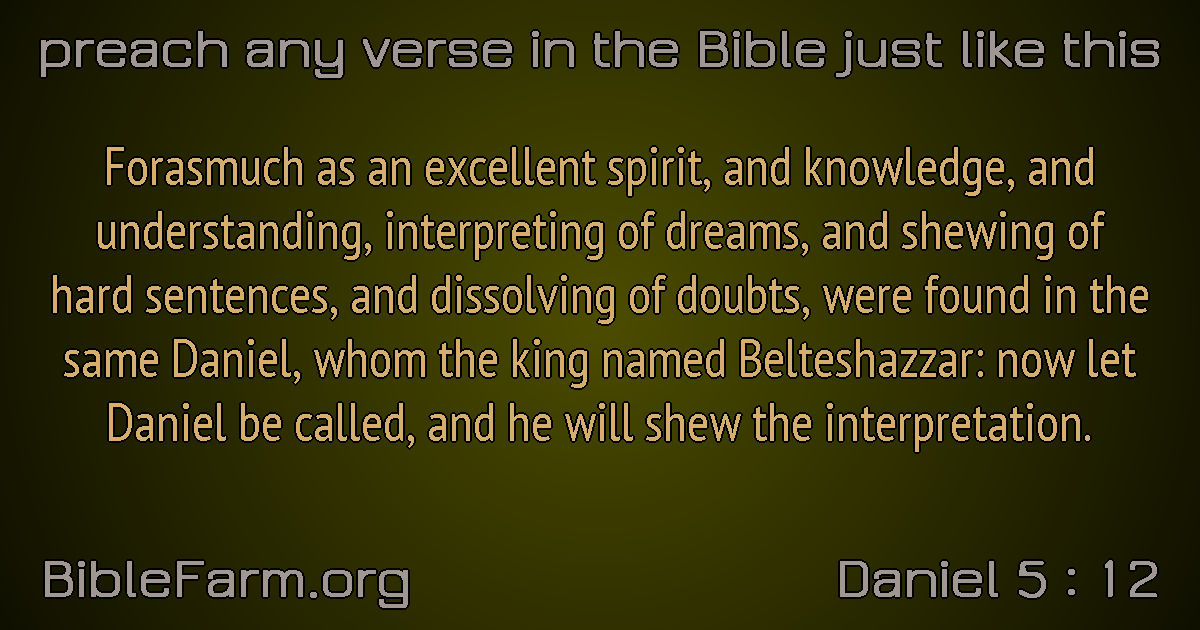 preach any verse in the Bible just like this
Forasmuch as an excellent spirit, and knowledge, and
understanding, interpreting of dreams, and shewing of
hard sentences, and dissolving of doubts, were found in the
same Daniel, whom the king named Belteshazzar: now let
Daniel be called, and he will shew the interpretation.
BibleFarm.org
Daniel 5 : 12